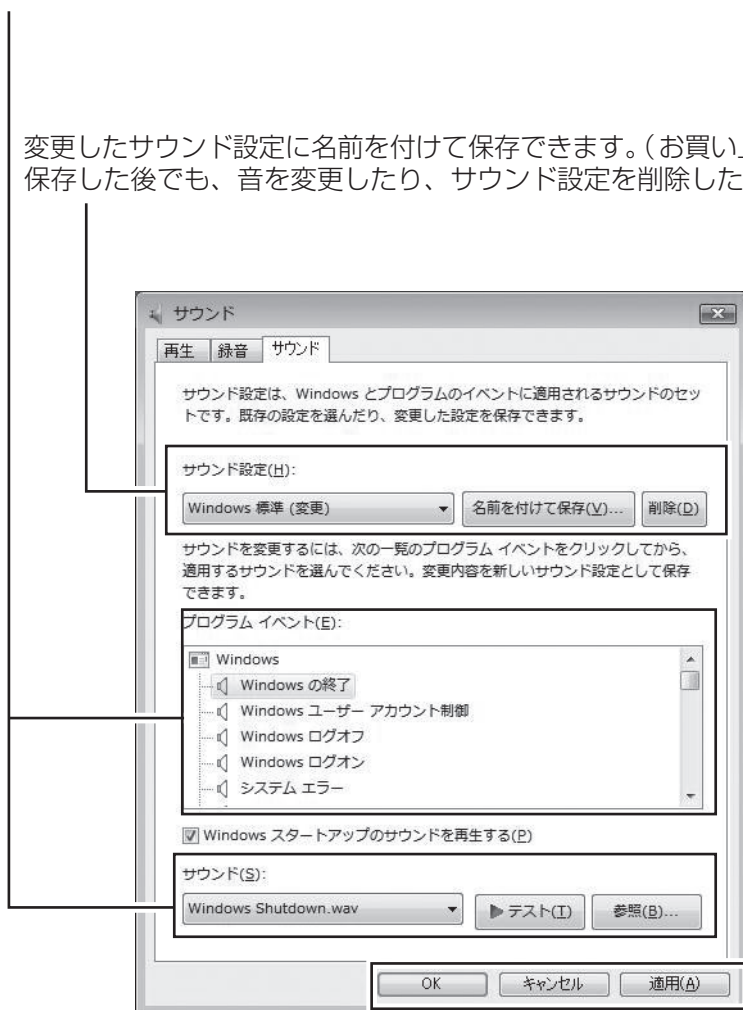 変更したサウンド設定に名前を付けて保存できます。（お買い
保存した後でも、音を変更したり、サウンド設定を削除した
サウンド
再生 録音 サウンド
サウンド設定は、Windows とプログラムのイベントに適用されるサウンドのセッ
トです。既存の設定を選んだり、変更した設定を保存できます。
サウンド設定(H):
Windows 標準 (変更) 名前を付けて保存(V)... 削除(D)
サウンドを変更するには、次の一覧のプログラム イベントをクリックしてから、
適用するサウンドを選んでください。変更内容を新しいサウンド設定として保存
できます。
プログラム イベント(E):
Windows
Windows の終了
Windows ユーザー アカウント制御
Windows ログオフ
Windows ログオン
システム エラー
Windows スタートアップのサウンドを再生する(P)
サウンド(S):
Windows Shutdown.wav テスト(T) 参照(B)...
OK キャンセル 適用(A)